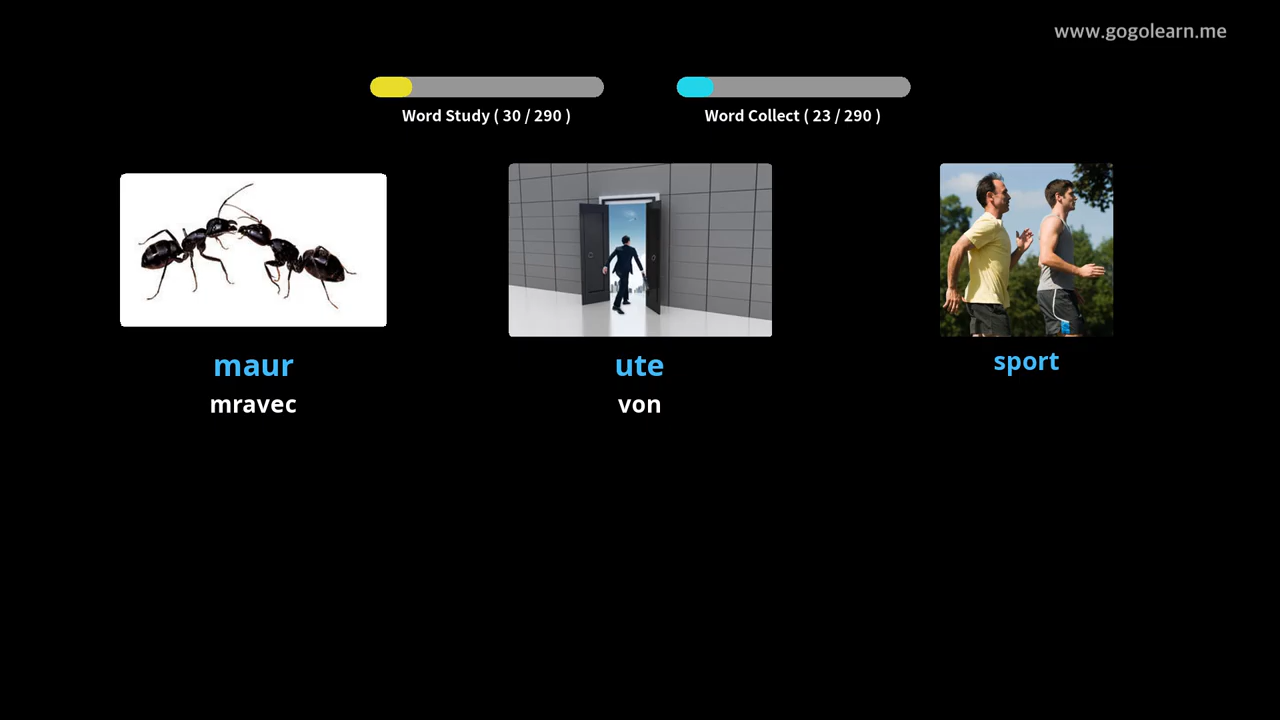 www.gogolearn.me
Word Study ( 30 / 290 )
Word Collect ( 23 / 290 )
maur
mravec
ute
von
sport